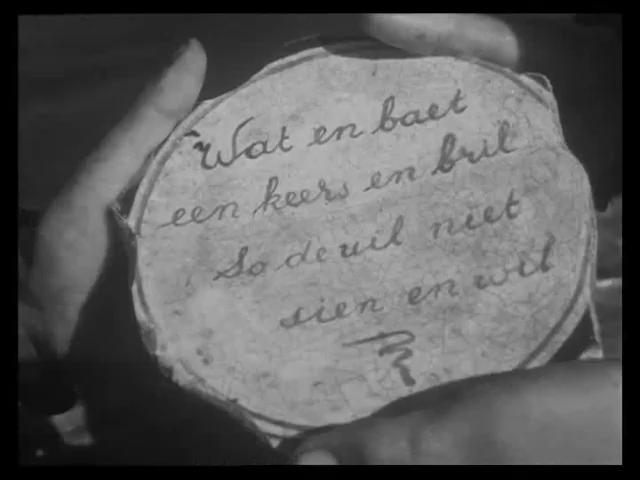 Wat en baet
een keers en bril
So de uil niet
sien en wil